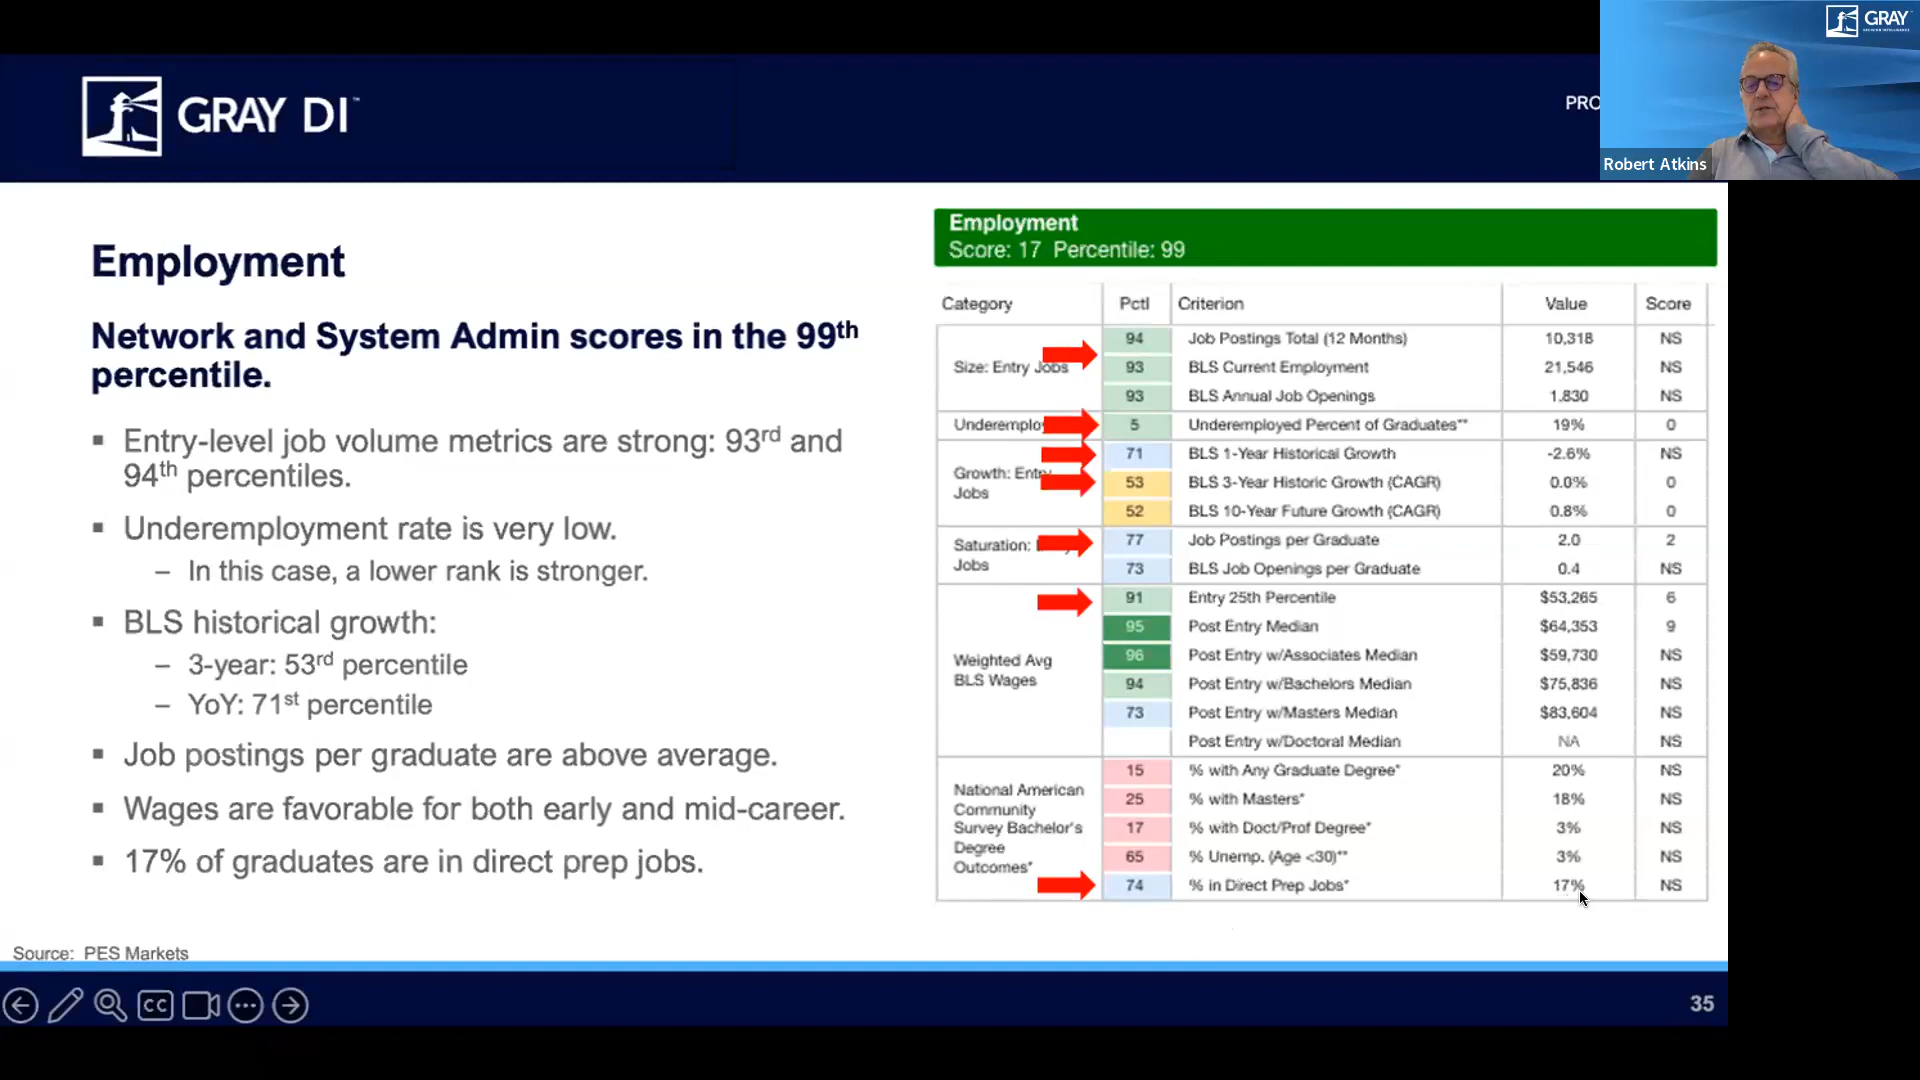 GRAY DI™
PRO
GRAY
Robert Atkins
Employment
Network and System Admin scores in the 99th
percentile.
▪ Entry-level job volume metrics are strong: 93rd and
94th percentiles.
▪ Underemployment rate is very low.
– In this case, a lower rank is stronger.
▪ BLS historical growth:
– 3-year: 53rd percentile
– YoY: 71st percentile
▪ Job postings per graduate are above average.
▪ Wages are favorable for both early and mid-career.
▪ 17% of graduates are in direct prep jobs.
Source: PES Markets
Employment
Score: 17 Percentile: 99
Category Pctl Criterion Value Score
Size: Entry Jobs
94 Job Postings Total (12 Months) 10,318 NS
93 BLS Current Employment 21,546 NS
93 BLS Annual Job Openings 1.830 NS
Underemplo 5 Underemployed Percent of Graduates** 19% 0
Growth: Entry
Jobs
71 BLS 1-Year Historical Growth -2.6% NS
53 BLS 3-Year Historic Growth (CAGR) 0.0% 0
52 BLS 10-Year Future Growth (CAGR) 0.8% 0
Saturation:
Jobs
77 Job Postings per Graduate 2.0 2
73 BLS Job Openings per Graduate 0.4 NS
Weighted Avg
BLS Wages
91 Entry 25th Percentile $53,265 6
95 Post Entry Median $64,353 9
96 Post Entry w/Associates Median $59,730 NS
94 Post Entry w/Bachelors Median $75,836 NS
73 Post Entry w/Masters Median $83,604 NS
Post Entry w/Doctoral Median NA NS
National American
Community
Survey Bachelor's
Degree
Outcomes*
15 % with Any Graduate Degree* 20% NS
25 % with Masters* 18% NS
17 % with Doct/Prof Degree* 3% NS
65 % Unemp. (Age <30)** 3% NS
74 % in Direct Prep Jobs* 17% NS
CC
35